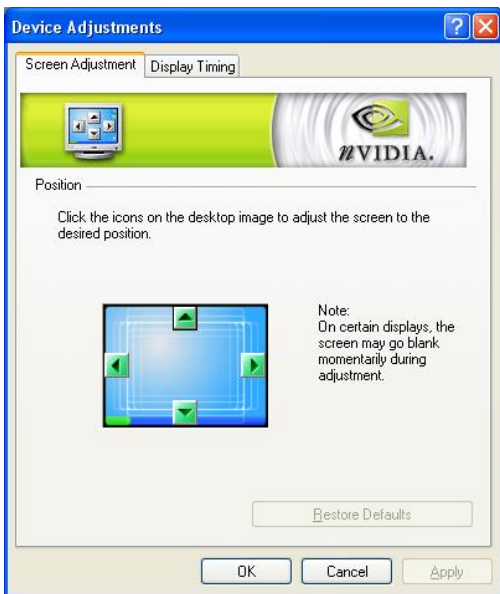 Device Adjustments
Screen Adjustment
Display Timing
nVIDIA.
Position
Click the icons on the desktop image to adjust the screen to the
desired position.
Note:
On certain displays, the
screen may go blank
momentarily during
adjustment.
Restore Defaults
OK
Cancel
Apply